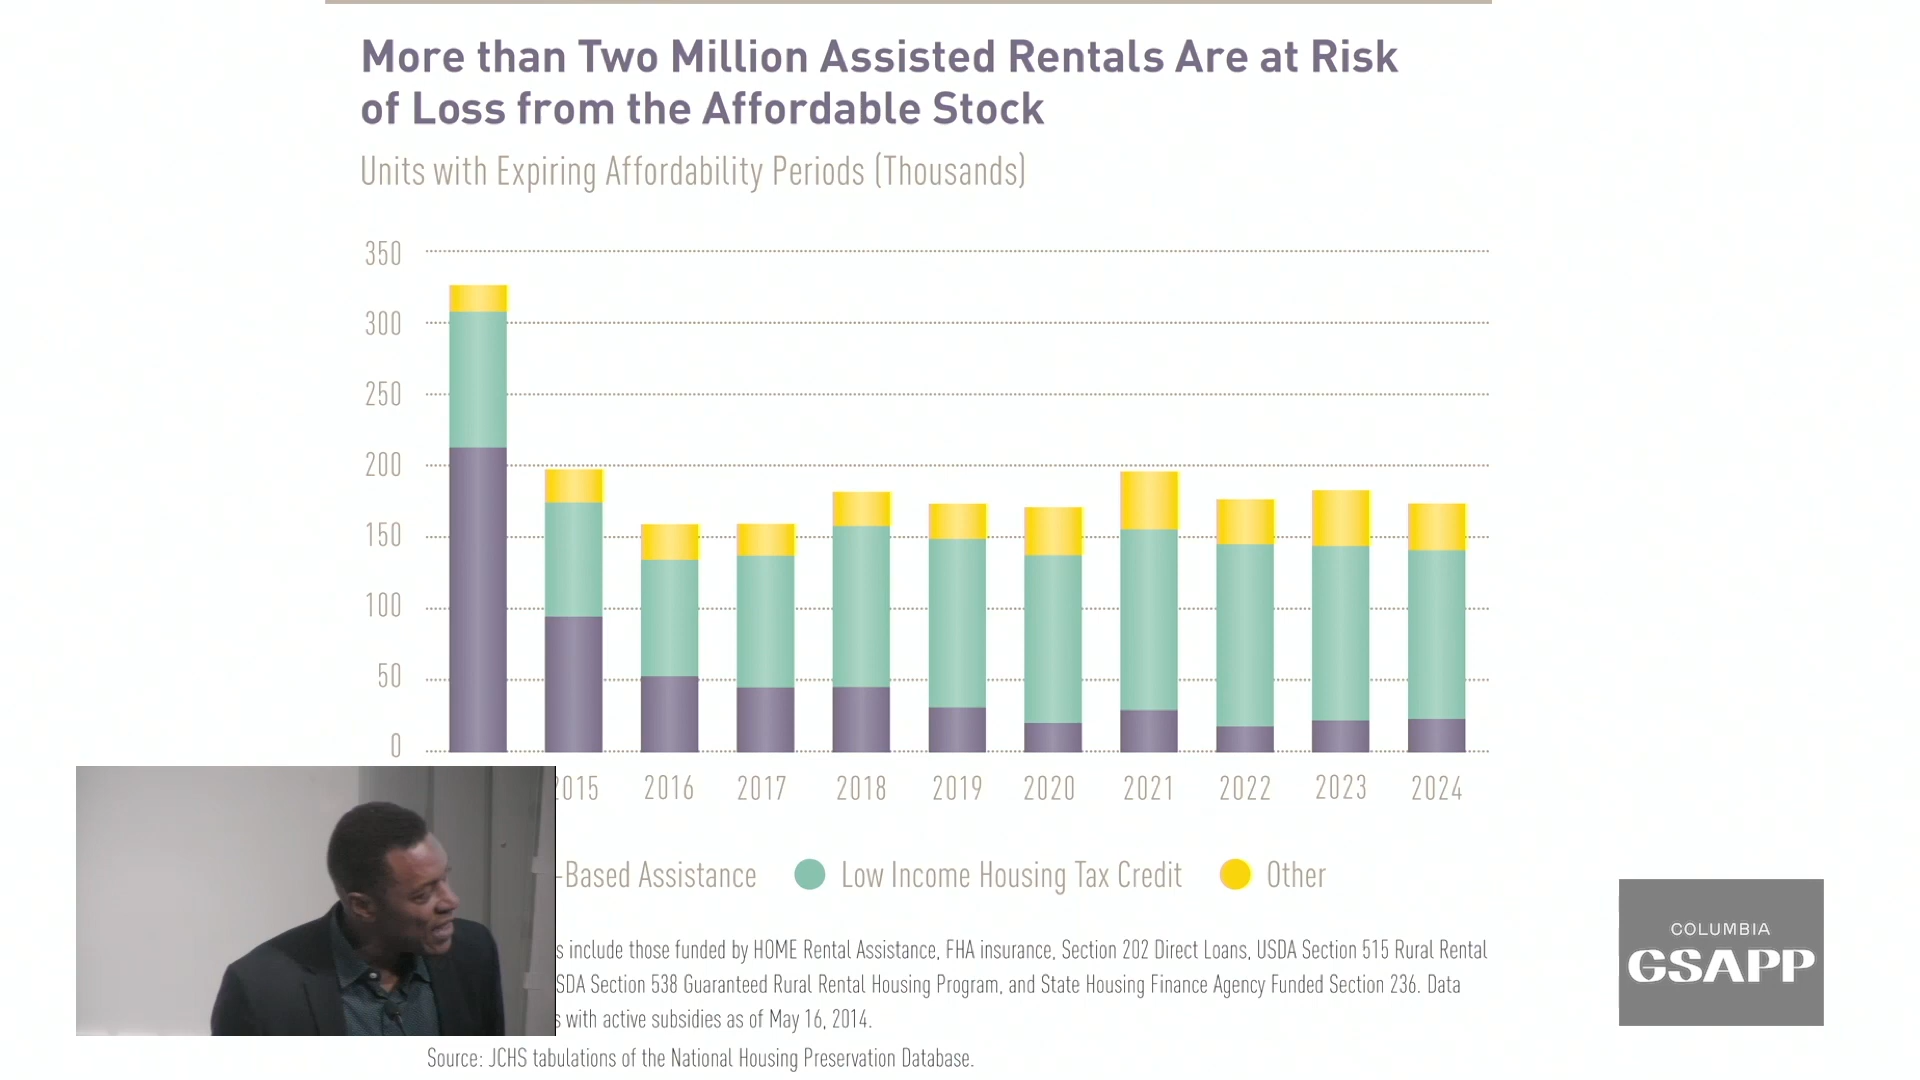 More than Two Million Assisted Rentals Are at Risk
of Loss from the Affordable Stock
Units with Expiring Affordability Periods (Thousands)
350
300
250
200
150
100
50
0
2015 2016 2017 2018 2019 2020 2021 2022 2023 2024
-Based Assistance Low Income Housing Tax Credit Other
include those funded by HOME Rental Assistance, FHA insurance, Section 202 Direct Loans, USDA Section 515 Rural Rental
SDA Section 538 Guaranteed Rural Rental Housing Program, and State Housing Finance Agency Funded Section 236. Data
with active subsidies as of May 16, 2014.
Source: JCHS tabulations of the National Housing Preservation Database.
COLUMBIA
GSAPP